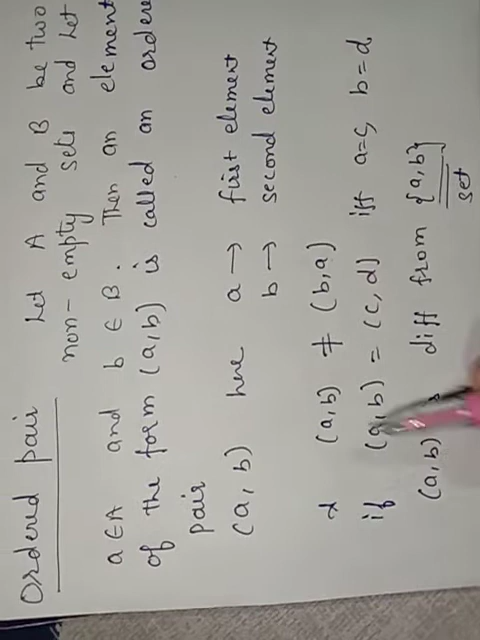 Ordered pair Let A and B be two
non-empty sets and let
a ∈ A and b ∈ B. Then an element
of the form (a, b) is called an ordere
pair
(a, b) here a → first element
b → second element
(a, b) ≠ (b, a)
if (a, b) = (c, d) iff a=c, b=d
(a, b) diff from {a, b}
set